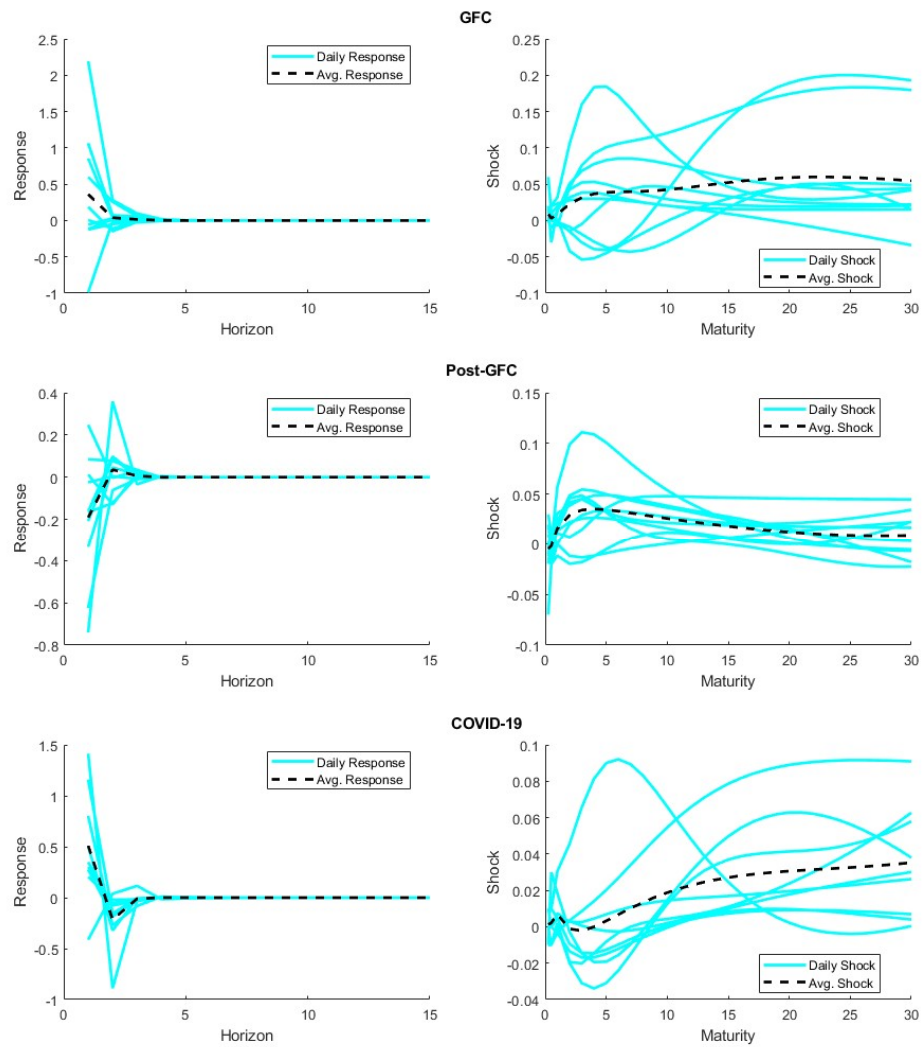 GFC
2.5
2
1.5
1
0.5
0
-0.5
-1
Response
0 5 10 15
Horizon
Daily Response
Avg. Response
0.25
0.2
0.15
0.1
0.05
0
-0.05
-0.1
Shock
0 5 10 15 20 25 30
Maturity
Daily Shock
Avg. Shock
Post-GFC
0.4
0.2
0
-0.2
-0.4
-0.6
-0.8
Response
0 5 10 15
Horizon
Daily Response
Avg. Response
0.15
0.1
0.05
0
-0.05
-0.1
Shock
0 5 10 15 20 25 30
Maturity
Daily Shock
Avg. Shock
COVID-19
1.5
1
0.5
0
-0.5
-1
Response
0 5 10 15
Horizon
Daily Response
Avg. Response
0.1
0.08
0.06
0.04
0.02
0
-0.02
-0.04
Shock
0 5 10 15 20 25 30
Maturity
Daily Shock
Avg. Shock